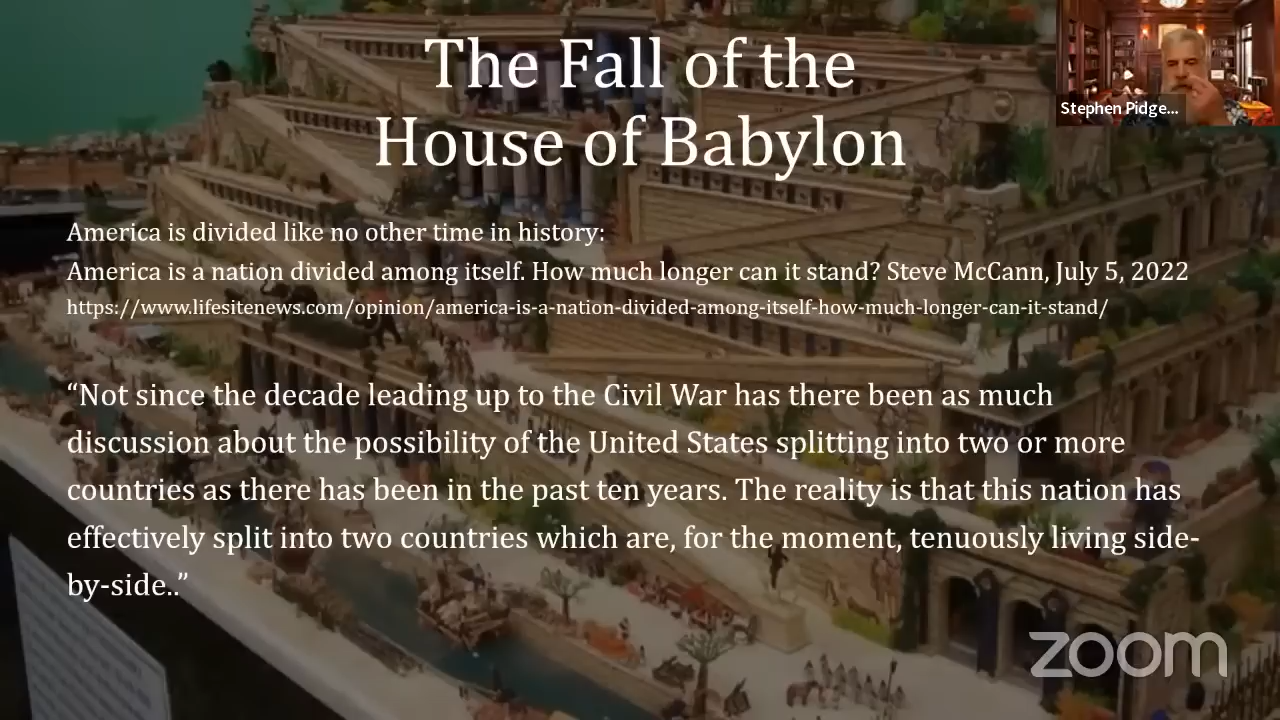 The Fall of the
House of Babylon
Stephen Pidge...
America is divided like no other time in history:
America is a nation divided among itself. How much longer can it stand? Steve McCann, July 5, 2022
https://www.lifesitenews.com/opinion/america-is-a-nation-divided-among-itself-how-much-longer-can-it-stand/
“Not since the decade leading up to the Civil War has there been as much
discussion about the possibility of the United States splitting into two or more
countries as there has been in the past ten years. The reality is that this nation has
effectively split into two countries which are, for the moment, tenuously living side-
by-side..”
zoom